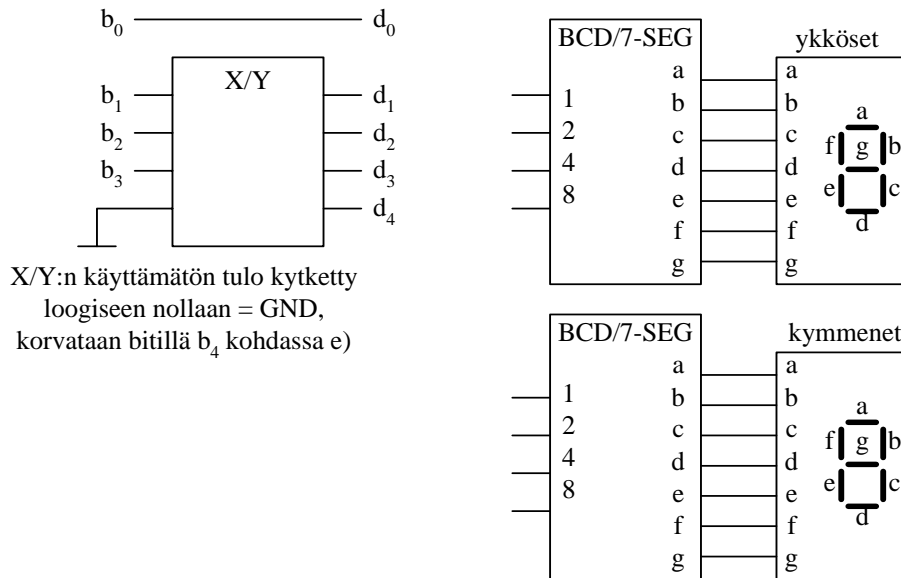 b0 d0
X/Y
b1 d1
b2 d2
b3 d3
d4
X/Y:n käyttämätön tulo kytketty
loogiseen nollaan = GND,
korvataan bitillä b4 kohdassa e)
BCD/7-SEG
1
2
4
8
a
b
c
d
e
f
g
ykköset
a
b
c
d
e
f
g
a
f g b
e c
d
BCD/7-SEG
1
2
4
8
a
b
c
d
e
f
g
kymmenet
a
b
c
d
e
f
g
a
f g b
e c
d